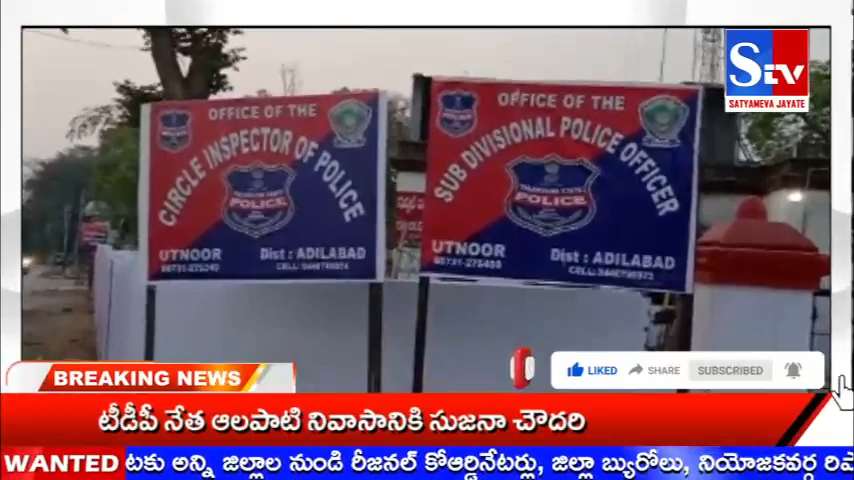 Stv
SATYAMEVA JAYATE
OFFICE OF THE
CIRCLE INSPECTOR OF POLICE
POLICE
UTNOOR
Dist : ADILABAD
OFFICE OF THE
SUB DIVISIONAL POLICE OFFICER
TELANGANA STATE
POLICE
UTNOOR
Dist : ADILABAD
LIKED
SHARE
SUBSCRIBED
BREAKING NEWS
టీడీపీ నేత ఆలపాటి నివాసానికి సుజనా చౌదరి
WANTED టకు అన్ని జిల్లాల నుండి రీజనల్ కోఆర్డినేటర్లు, జిల్లా బ్యురోలు, నియోజకవర్గ రిపో